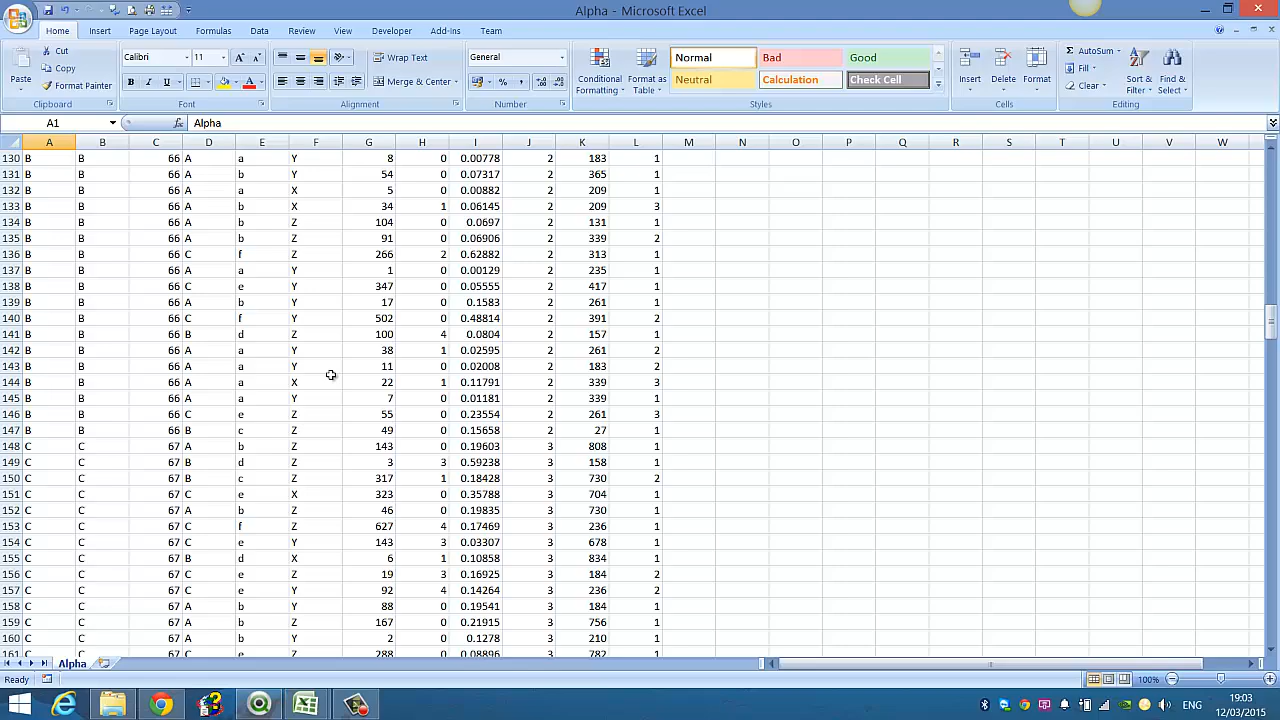 Alpha - Microsoft Excel
Home Insert Page Layout Formulas Data Review View Developer Add-Ins Team
Cut
Copy
Format Painter
Paste
Clipboard
Calibri 11
B I U
Font
Wrap Text
Merge & Center
Alignment
General
Number
Conditional Formatting
Format as Table
Normal Bad Good
Neutral Calculation Check Cell
Styles
Insert Delete Format
Cells
AutoSum
Fill
Clear
Sort & Filter
Find & Select
Editing
A1 fx Alpha
A B C D E F G H I J K L M N O P Q R S T U V W
130 B B 66 A a Y 8 0 0.00778 2 183 1
131 B B 66 A b Y 54 0 0.07317 2 365 1
132 B B 66 A a X 5 0 0.00882 2 209 1
133 B B 66 A b X 34 1 0.06145 2 209 3
134 B B 66 A b Z 104 0 0.0697 2 131 1
135 B B 66 A b Z 91 0 0.06906 2 339 2
136 B B 66 C f Z 266 2 0.62882 2 313 1
137 B B 66 A a Y 1 0 0.00129 2 235 1
138 B B 66 C e Y 347 0 0.05555 2 417 1
139 B B 66 A b Y 17 0 0.1583 2 261 1
140 B B 66 C f Y 502 0 0.48814 2 391 2
141 B B 66 B d Z 100 4 0.0804 2 157 1
142 B B 66 A a Y 38 1 0.02595 2 261 2
143 B B 66 A a Y 11 0 0.02008 2 183 2
144 B B 66 A a X 22 1 0.11791 2 339 3
145 B B 66 A a Y 7 0 0.01181 2 339 1
146 B B 66 C e Z 55 0 0.23554 2 261 3
147 B B 66 B c Z 49 0 0.15658 2 27 1
148 C C 67 A b Z 143 0 0.19603 3 808 1
149 C C 67 B d Z 3 3 0.59238 3 158 1
150 C C 67 B c Z 317 1 0.18428 3 730 2
151 C C 67 C e X 323 0 0.35788 3 704 1
152 C C 67 A b Z 46 0 0.19835 3 730 1
153 C C 67 C f Z 627 4 0.17469 3 236 1
154 C C 67 C e Y 143 3 0.03307 3 678 1
155 C C 67 B d X 6 1 0.10858 3 834 1
156 C C 67 C e Z 19 3 0.16925 3 184 2
157 C C 67 C e Y 92 4 0.14264 3 236 2
158 C C 67 A b Y 88 0 0.19541 3 184 1
159 C C 67 A b Z 167 0 0.21915 3 756 1
160 C C 67 A b Y 2 0 0.1278 3 210 1
161 C C 67 C e Z 288 0 0.08896 3 782 1
Alpha
Ready 100%
ENG
19:03
12/03/2015